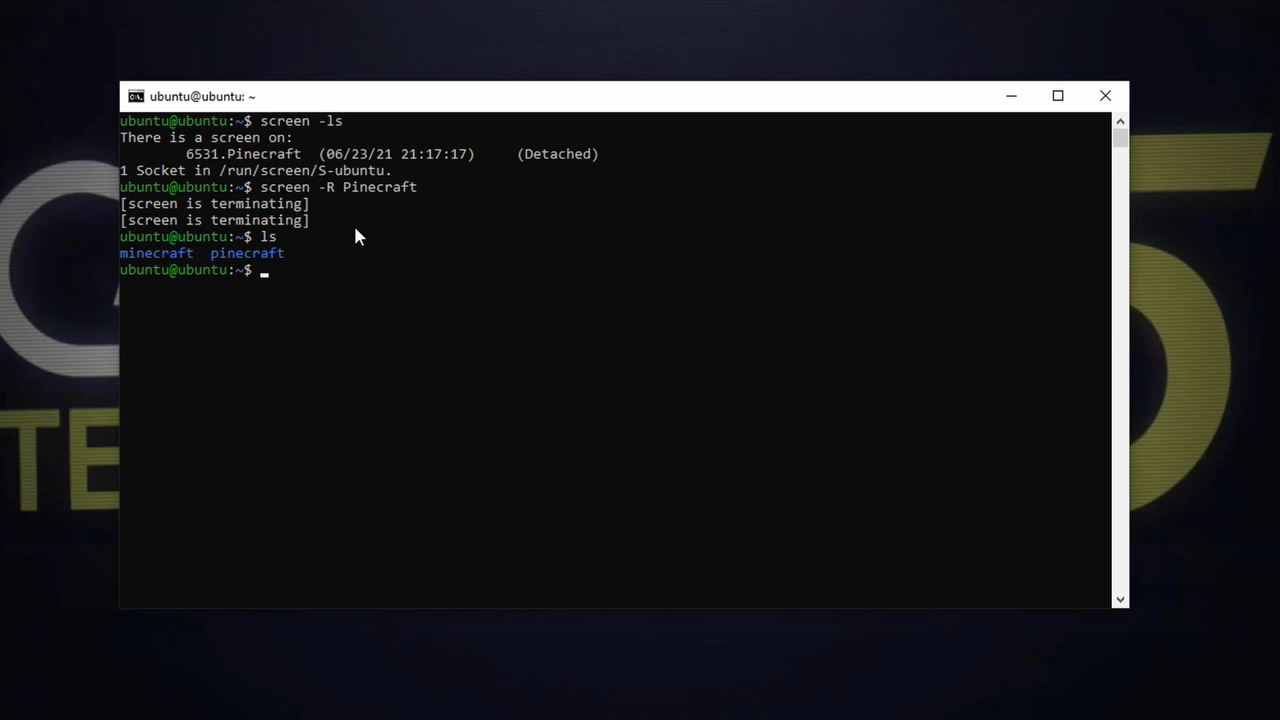 ubuntu@ubuntu: ~
ubuntu@ubuntu:~$ screen -ls
There is a screen on:
        6531.Pinecraft  (06/23/21 21:17:17)     (Detached)
1 Socket in /run/screen/S-ubuntu.
ubuntu@ubuntu:~$ screen -R Pinecraft
[screen is terminating]
[screen is terminating]
ubuntu@ubuntu:~$ ls
minecraft  pinecraft
ubuntu@ubuntu:~$
TE
5